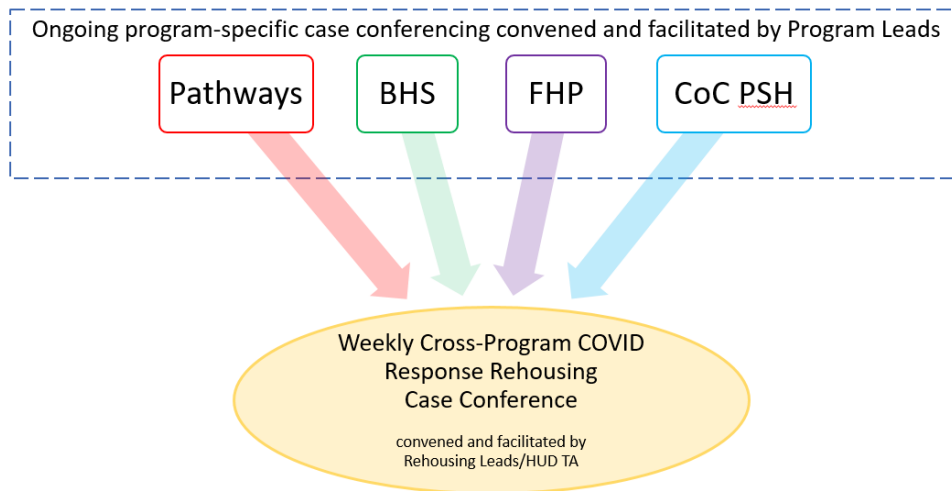 Ongoing program-specific case conferencing convened and facilitated by Program Leads
Pathways
BHS
FHP
CoC PSH
Weekly Cross-Program COVID
Response Rehousing
Case Conference
convened and facilitated by
Rehousing Leads/HUD TA